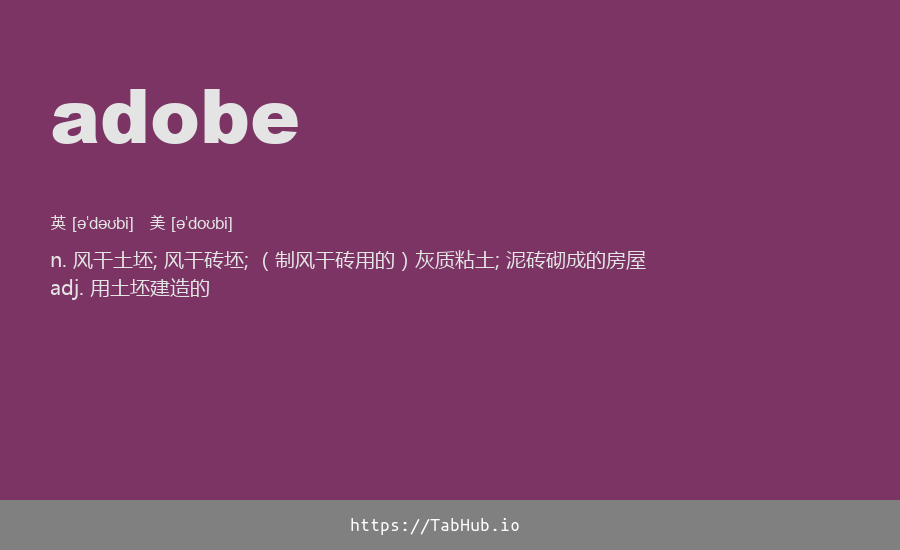 adobe
英 [ə'dəʊbi] 美 [ə'doʊbi]
n. 风干土坯; 风干砖坯; （制风干砖用的）灰质粘土; 泥砖砌成的房屋
adj. 用土坯建造的
https://TabHub.io